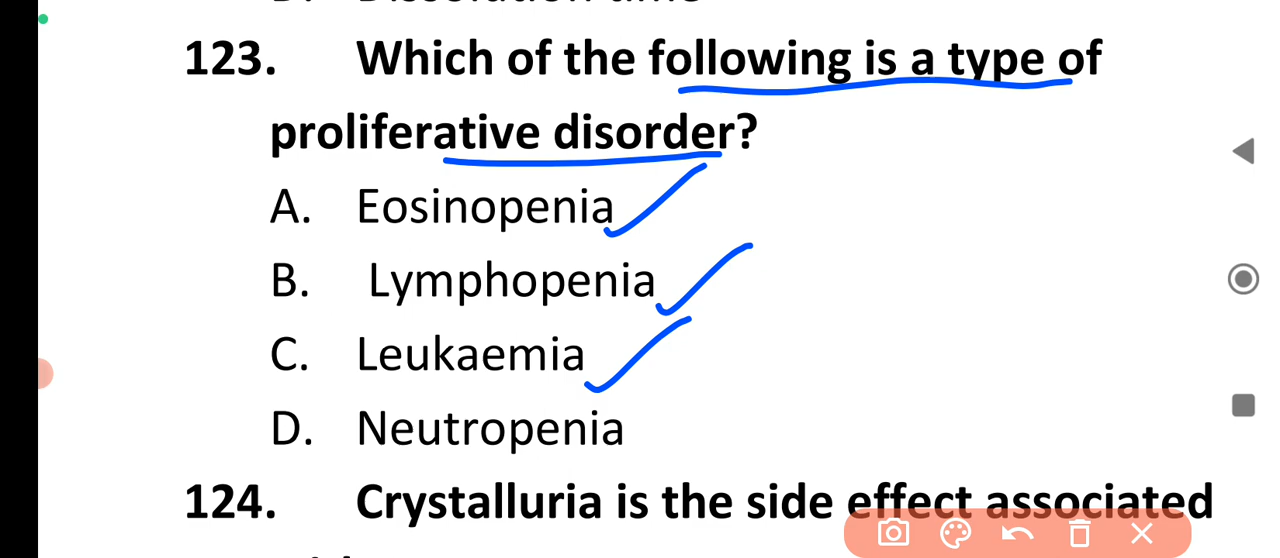 123. Which of the following is a type of
proliferative disorder?
A. Eosinopenia
B. Lymphopenia
C. Leukaemia
D. Neutropenia
124. Crystalluria is the side effect associated